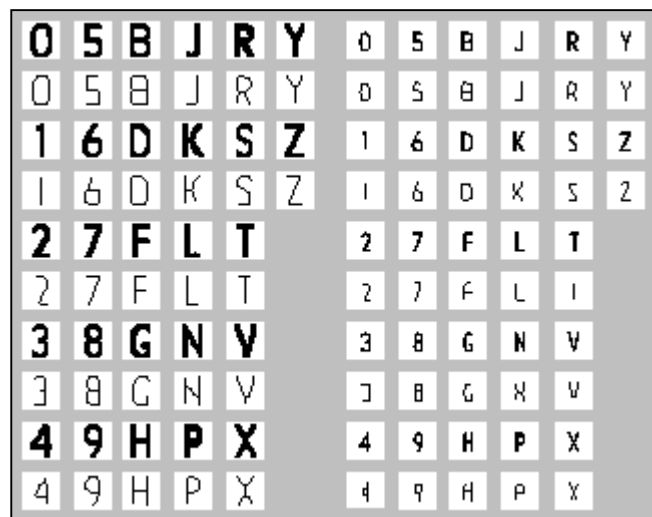 0 5 B J R Y 0 5 B J R Y
0 5 8 J R Y 0 5 8 J R Y
1 6 D K S Z 1 6 D K S Z
1 6 D K S Z 1 6 D K S Z
2 7 F L T 2 7 F L T
2 7 F L T 2 7 F L I
3 8 G N V 3 8 G N V
3 8 G N V 3 8 G X V
4 9 H P X 4 9 H P X
4 9 H P X 4 9 H P X